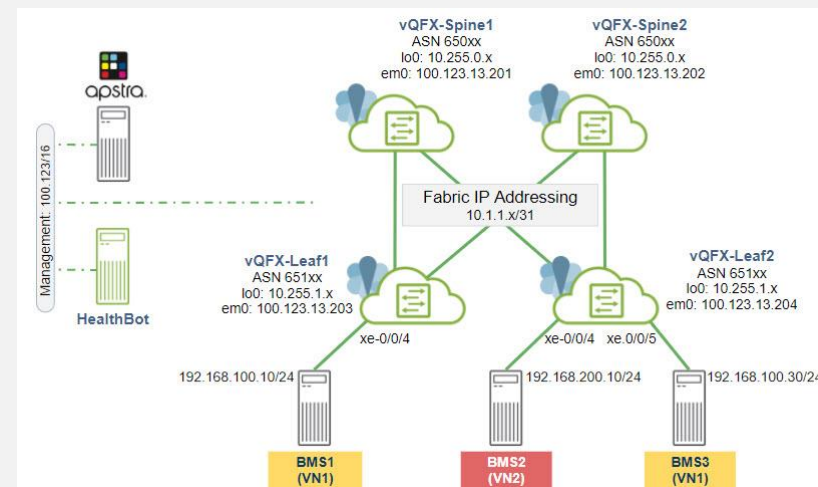 vQFX-Spine1
ASN 650xx
lo0: 10.255.0.x
em0: 100.123.13.201
vQFX-Spine2
ASN 650xx
lo0: 10.255.0.x
em0: 100.123.13.202
apstra.
Management: 100.123/16
HealthBot
Fabric IP Addressing
10.1.1.x/31
vQFX-Leaf1
ASN 651xx
lo0: 10.255.1.x
em0: 100.123.13.203
vQFX-Leaf2
ASN 651xx
lo0: 10.255.1.x
em0: 100.123.13.204
xe-0/0/4
xe-0/0/4
xe.0/0/5
192.168.100.10/24
192.168.200.10/24
192.168.100.30/24
BMS1
(VN1)
BMS2
(VN2)
BMS3
(VN1)